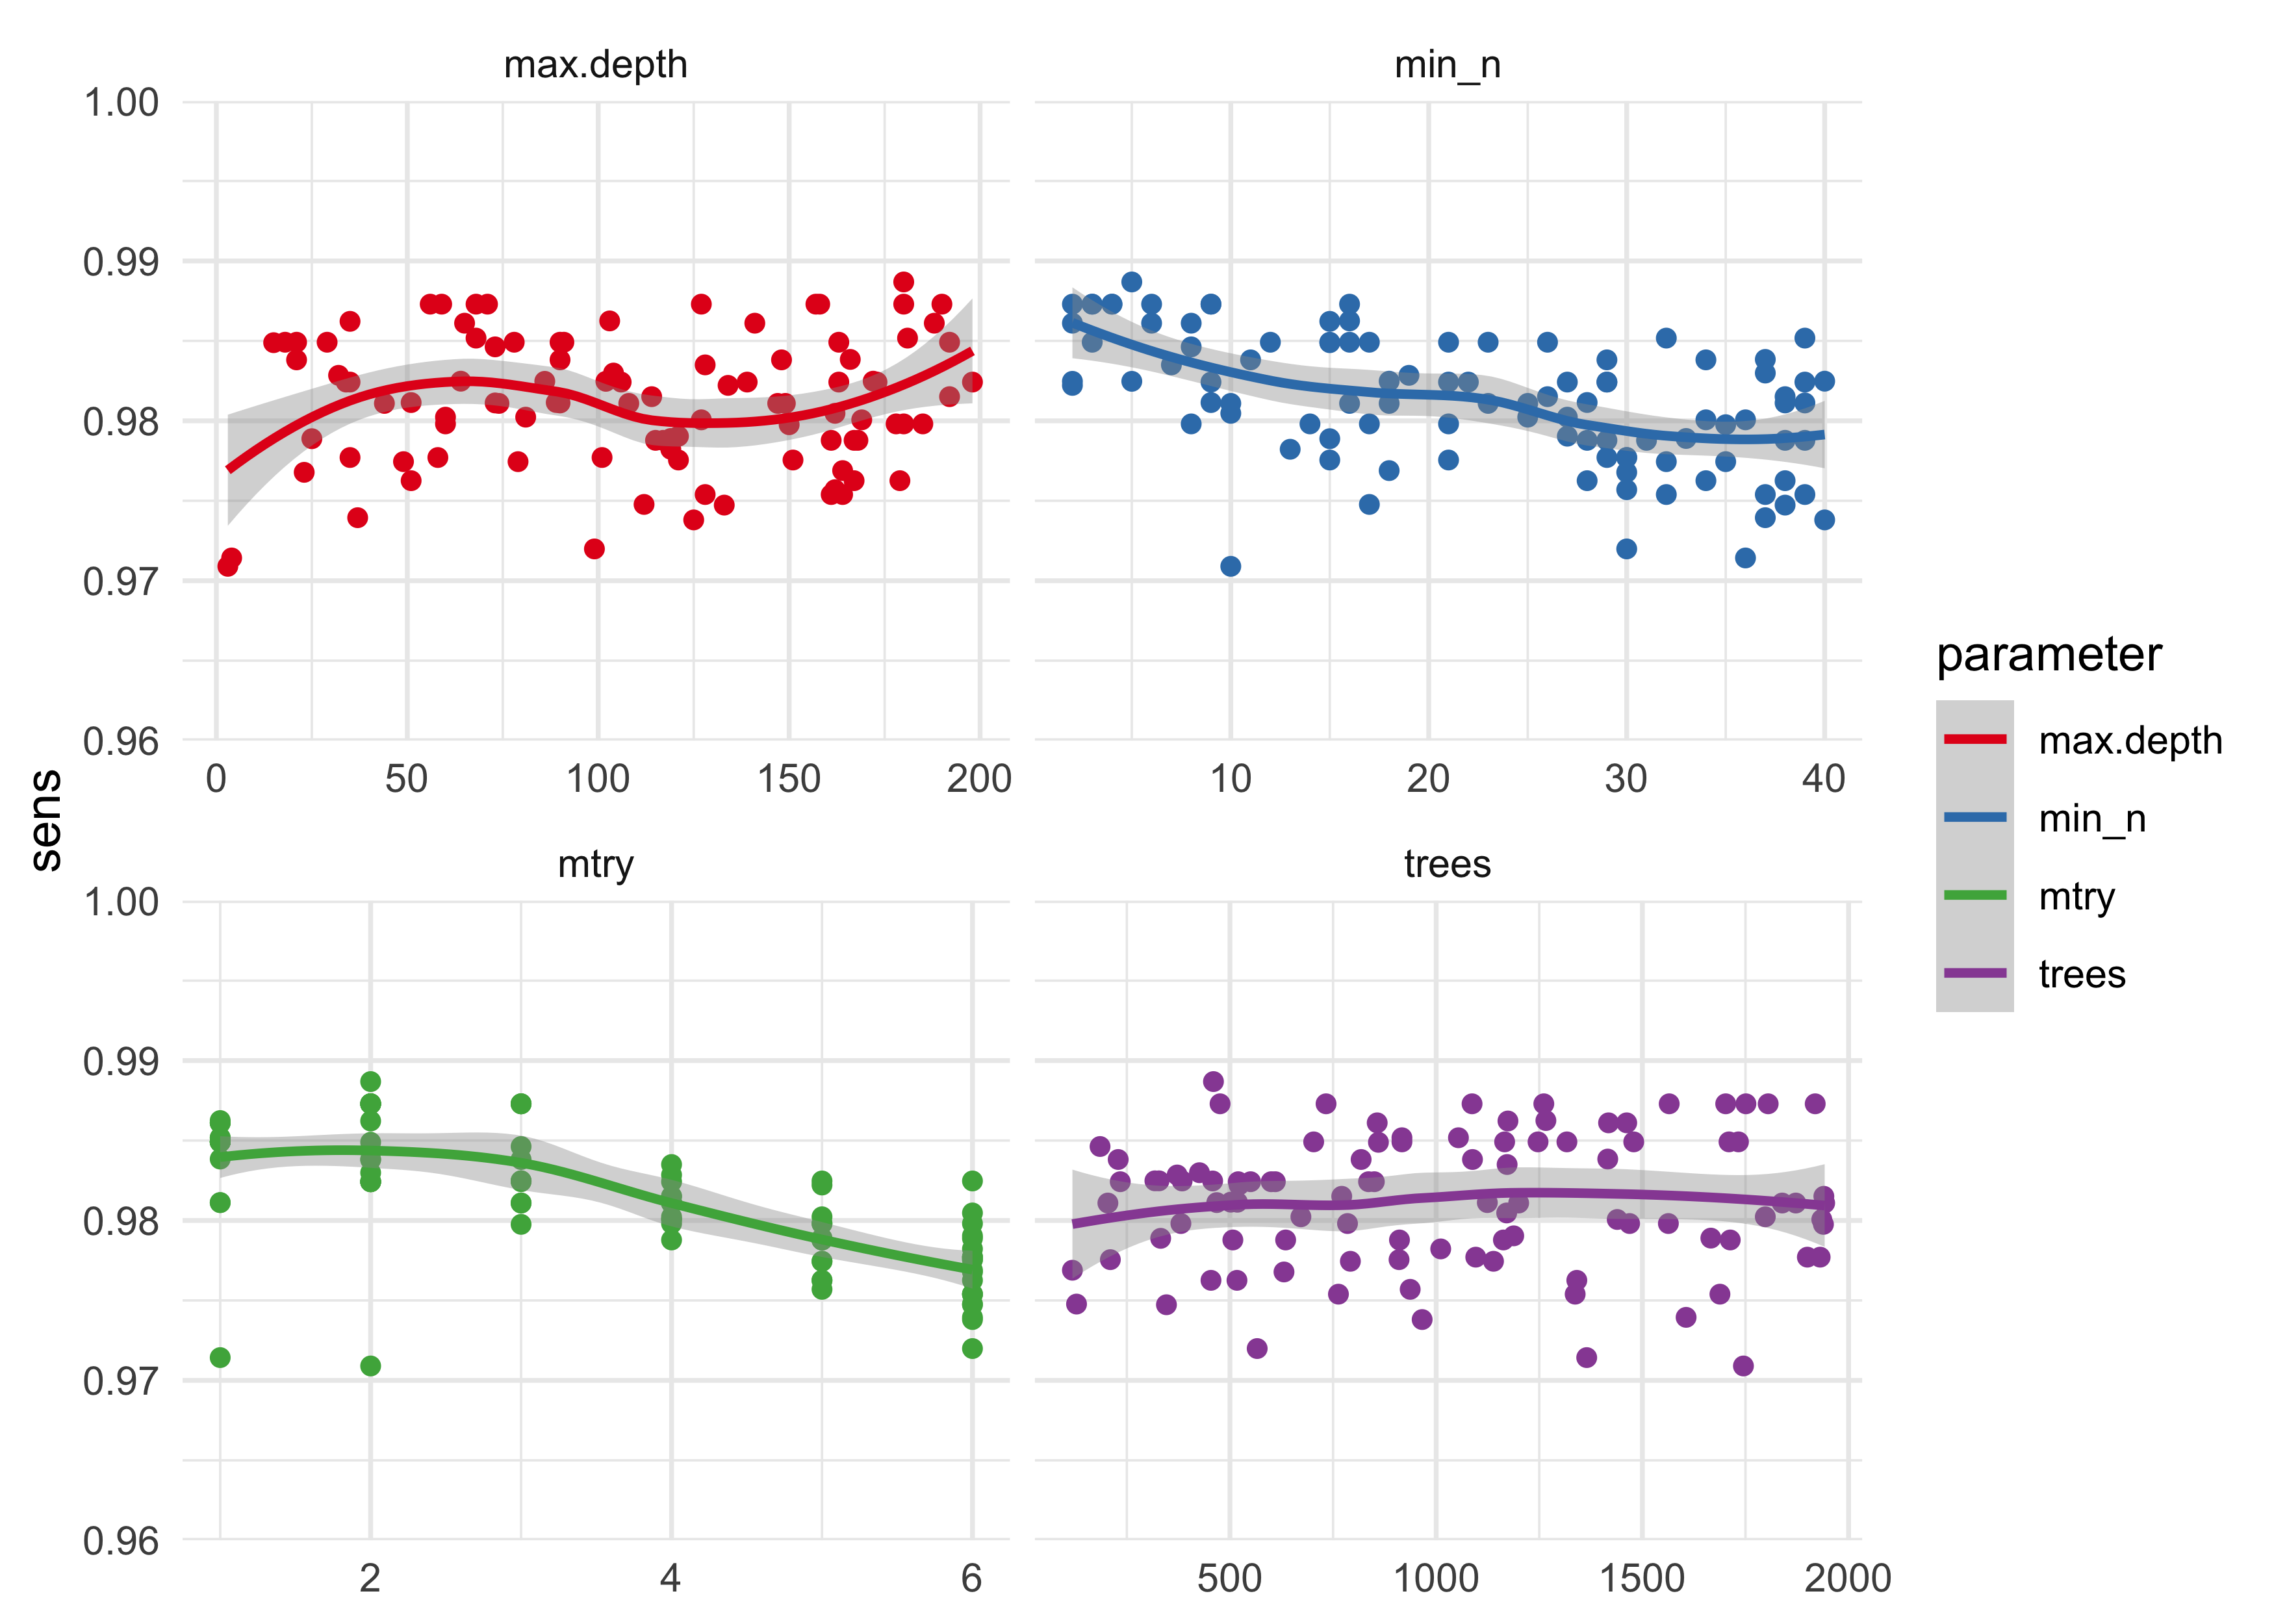 max.depth
min_n
1.00
0.99
0.98
0.97
0.96
0 50 100 150 200
10 20 30 40
sens
mtry
trees
1.00
0.99
0.98
0.97
0.96
2 4 6
500 1000 1500 2000
parameter
max.depth
min_n
mtry
trees